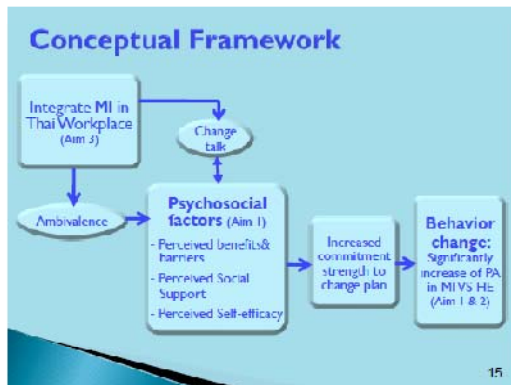 Conceptual Framework
Integrate MI in
Thai Workplace
(Aim 3)
Change
talk
Ambivalence
Psychosocial
factors (Aim 1)
- Perceived benefits&
barriers
- Perceived Social
Support
- Perceived Self-efficacy
Increased
commitment
strength to
change plan
Behavior
change:
Significantly
increase of PA
in MI VS HE
(Aim 1 & 2)
15